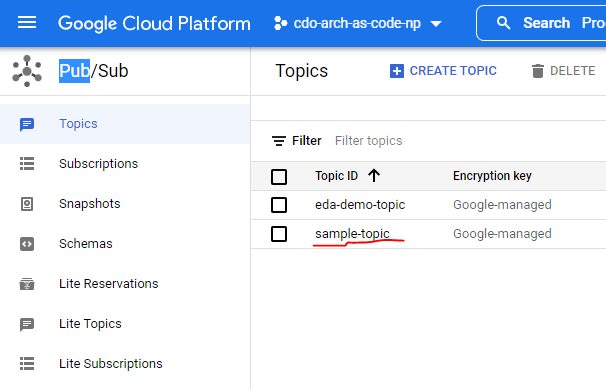 Google Cloud Platform
cdo-arch-as-code-np
Search Pro
Pub/Sub
Topics
CREATE TOPIC
DELETE
Topics
Subscriptions
Snapshots
Schemas
Lite Reservations
Lite Topics
Lite Subscriptions
Filter Filter topics
Topic ID Encryption key
eda-demo-topic Google-managed
sample-topic Google-managed